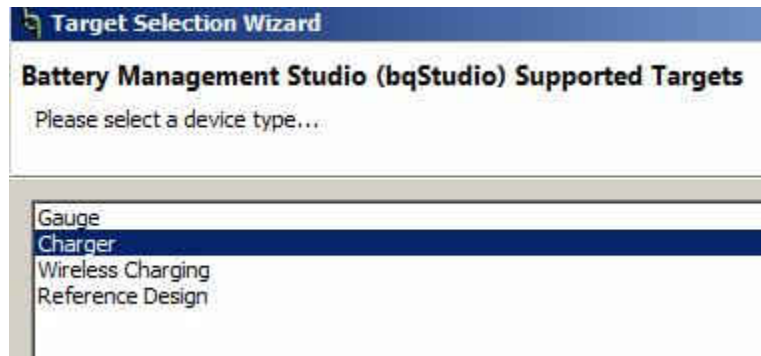 Target Selection Wizard
Battery Management Studio (bqStudio) Supported Targets
Please select a device type...
Gauge
Charger
Wireless Charging
Reference Design